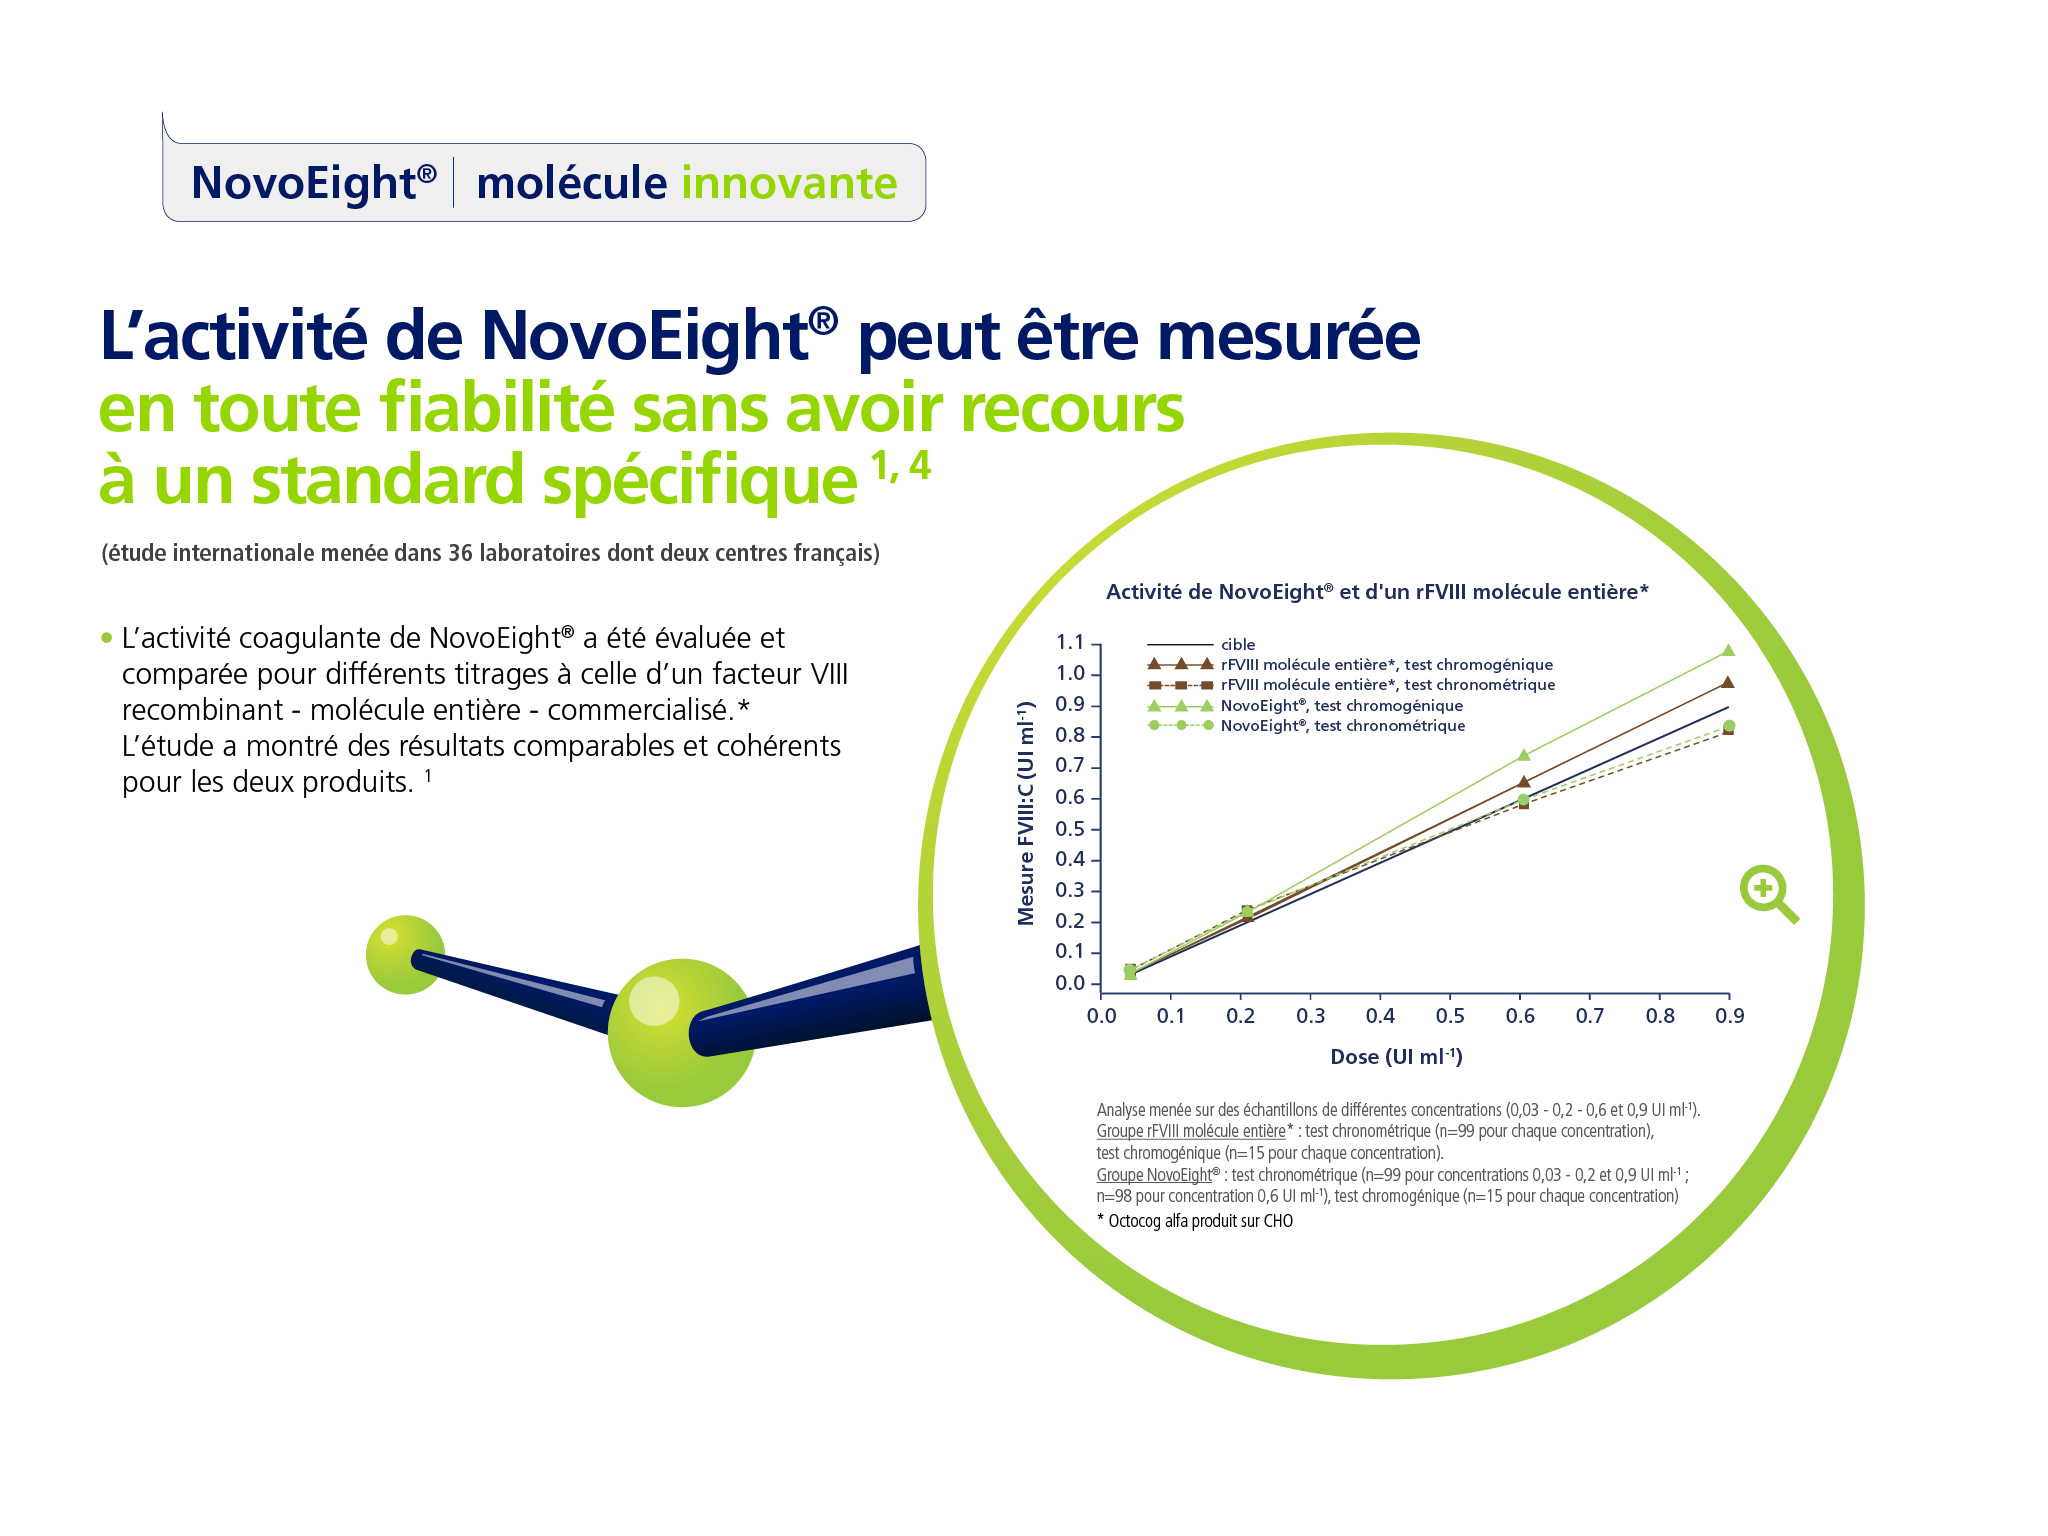 NovoEight® molécule innovante
L’activité de NovoEight® peut être mesurée
en toute fiabilité sans avoir recours
à un standard spécifique 1, 4
(étude internationale menée dans 36 laboratoires dont deux centres français)
• L’activité coagulante de NovoEight® a été évaluée et
comparée pour différents titrages à celle d’un facteur VIII
recombinant - molécule entière - commercialisé.*
L’étude a montré des résultats comparables et cohérents
pour les deux produits. 1
Activité de NovoEight® et d'un rFVIII molécule entière*
cible
rFVIII molécule entière*, test chromogénique
rFVIII molécule entière*, test chronométrique
NovoEight®, test chromogénique
NovoEight®, test chronométrique
Mesure FVIII:C (UI ml-1)
1.1
1.0
0.9
0.8
0.7
0.6
0.5
0.4
0.3
0.2
0.1
0.0
0.0 0.1 0.2 0.3 0.4 0.5 0.6 0.7 0.8 0.9
Dose (UI ml-1)
Analyse menée sur des échantillons de différentes concentrations (0,03 - 0,2 - 0,6 et 0,9 UI ml-1).
Groupe rFVIII molécule entière* : test chronométrique (n=99 pour chaque concentration),
test chromogénique (n=15 pour chaque concentration).
Groupe NovoEight® : test chronométrique (n=99 pour concentrations 0,03 - 0,2 et 0,9 UI ml-1 ;
n=98 pour concentration 0,6 UI ml-1), test chromogénique (n=15 pour chaque concentration)
* Octocog alfa produit sur CHO